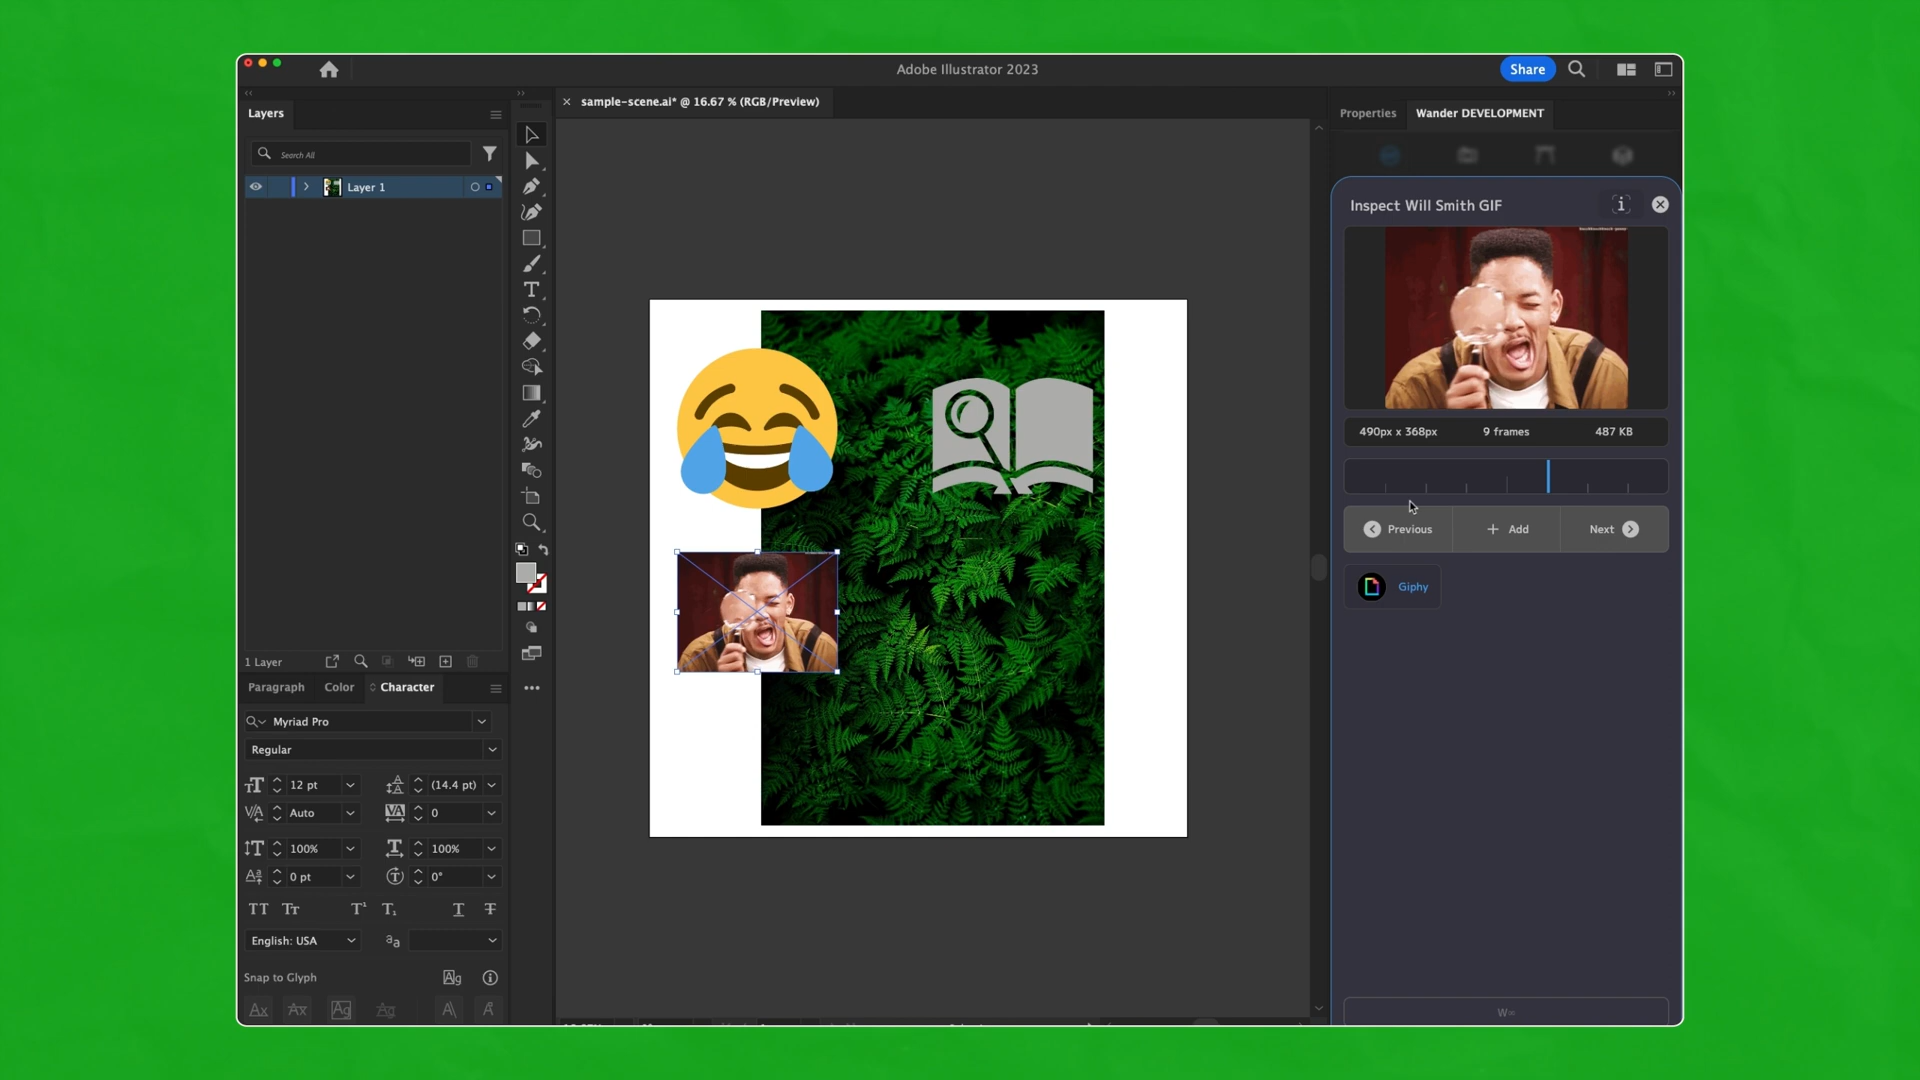 Adobe Illustrator 2023
Share
Layers
sample-scene.ai* @ 16.67 % (RGB/Preview)
Properties
Wander DEVELOPMENT
Search All
Layer 1
Inspect Will Smith GIF
490px x 368px
9 frames
487 KB
Previous
Add
Next
Giphy
1 Layer
Paragraph
Color
Character
Myriad Pro
Regular
12 pt
(14.4 pt)
Auto
0
100%
100%
0 pt
0°
English: USA
Snap to Glyph